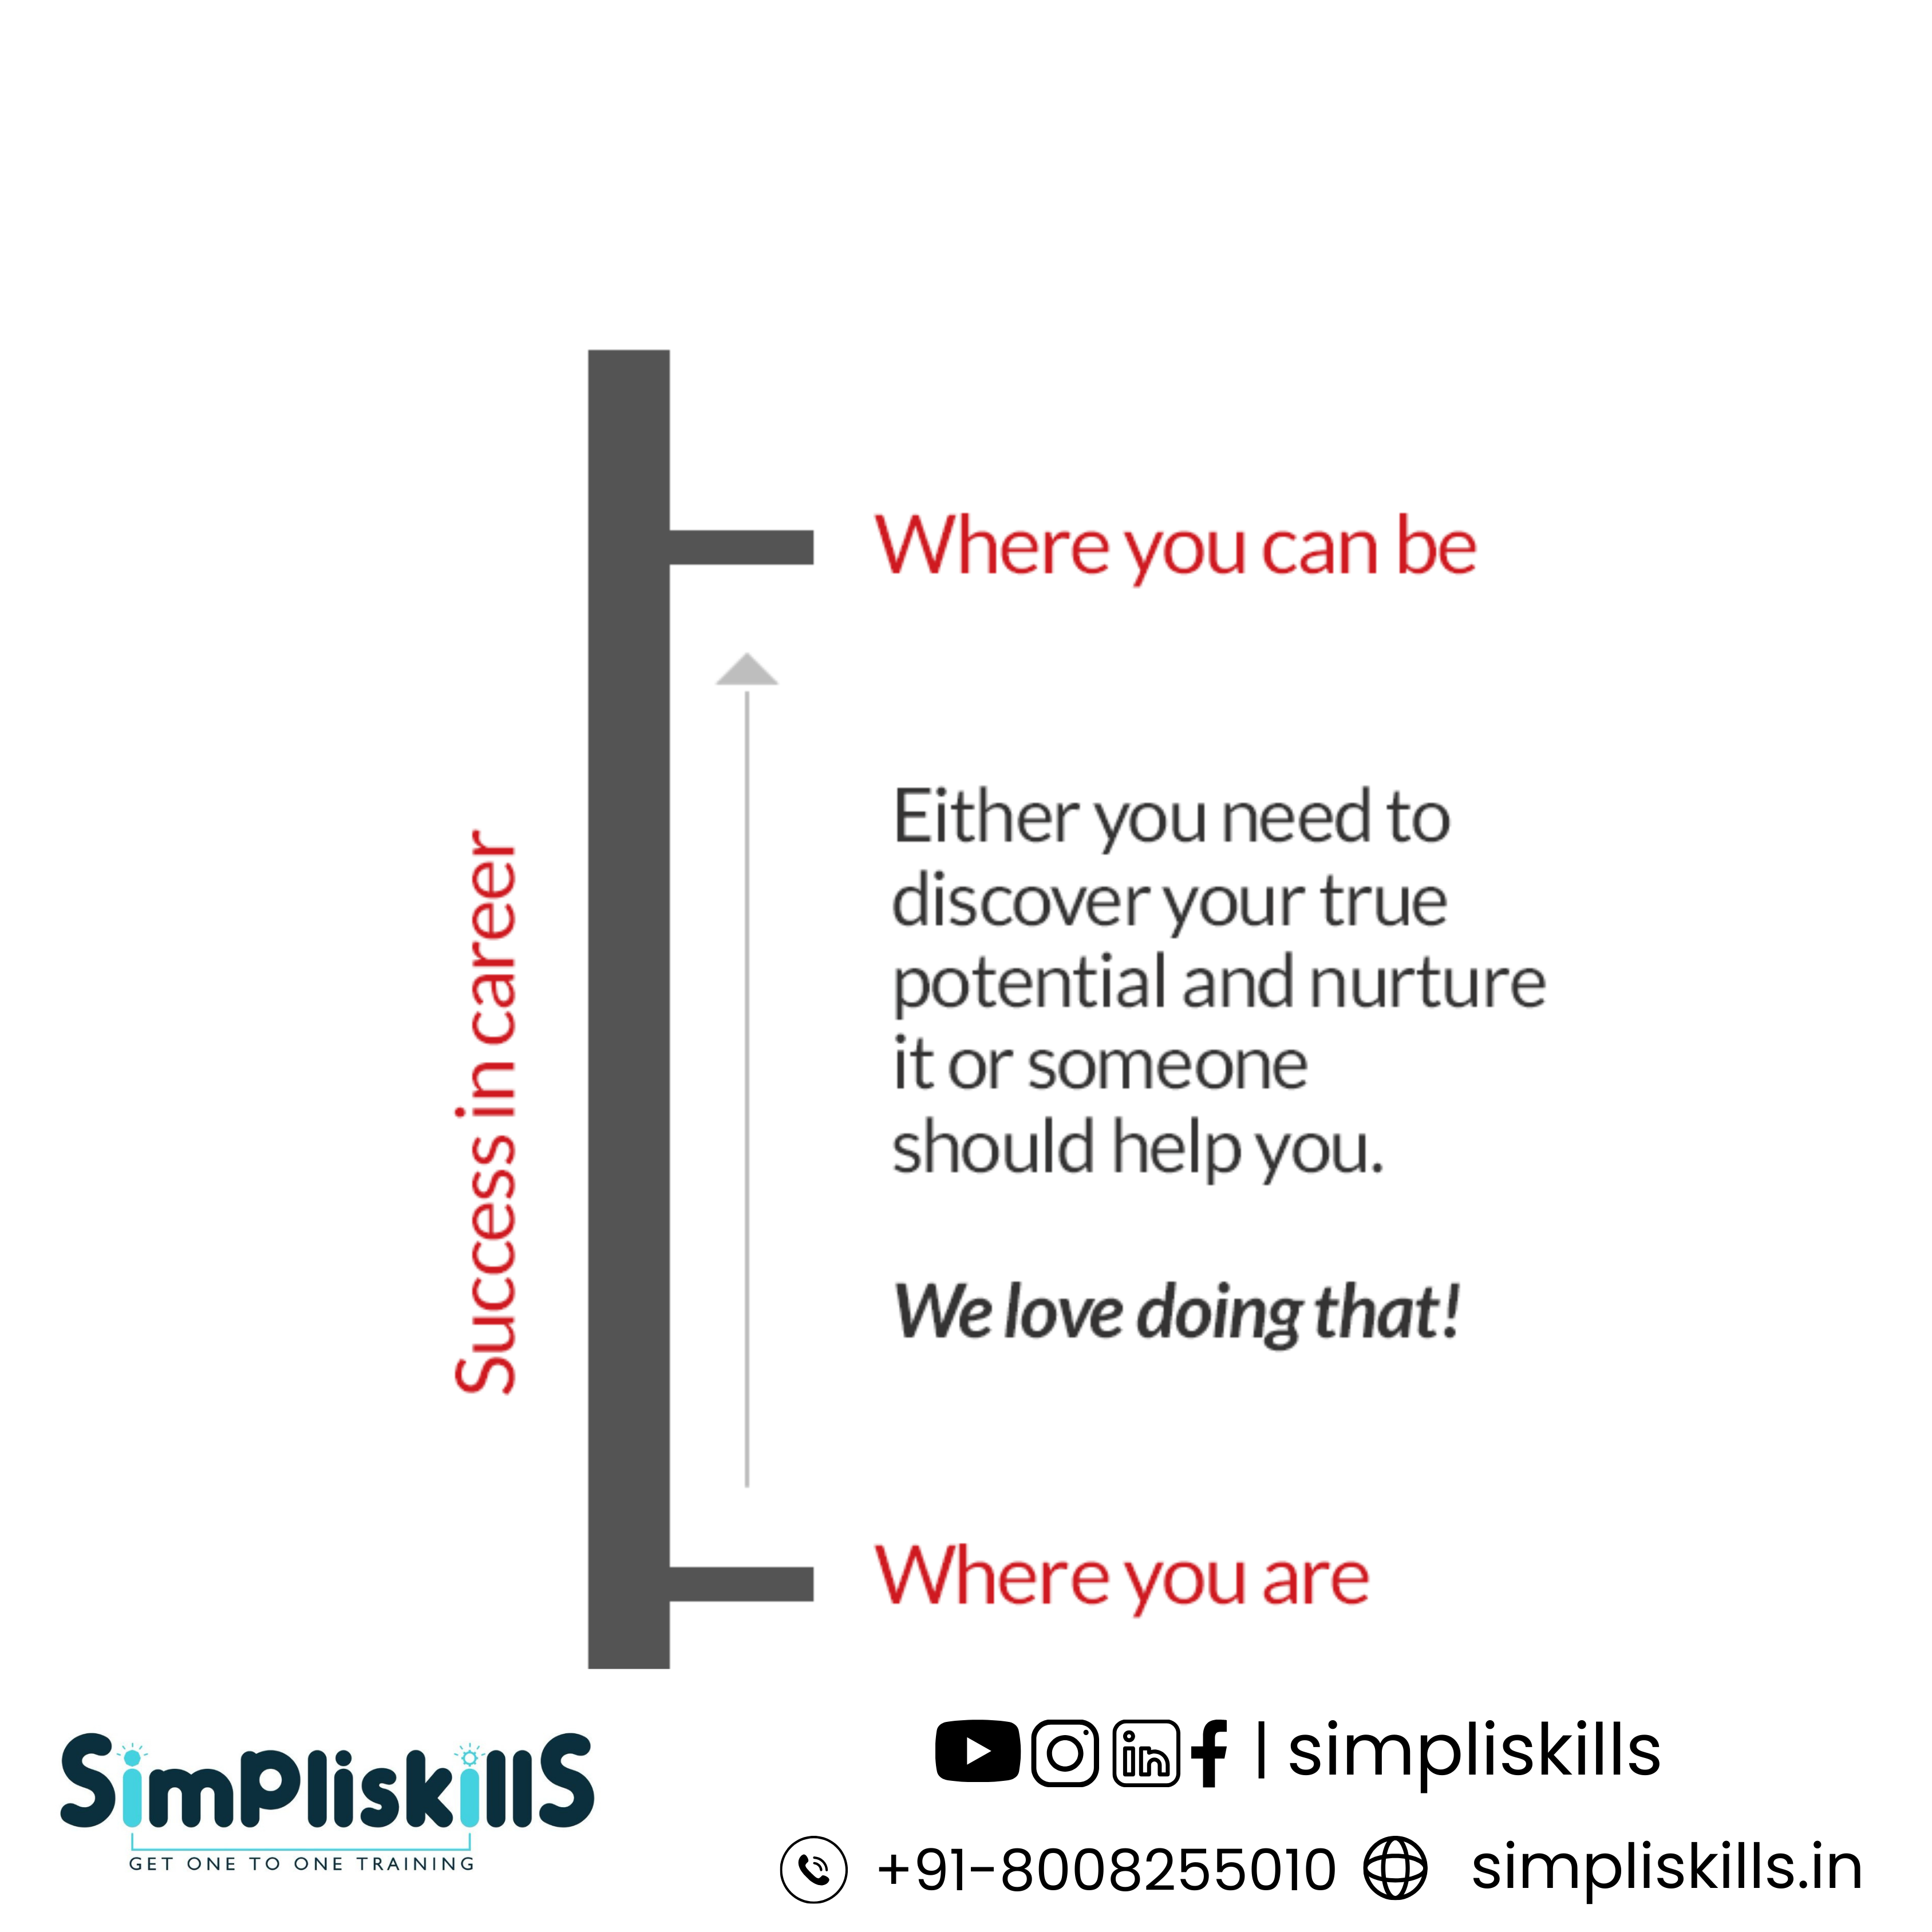 Where you can be
Success in career
Either you need to
discover your true
potential and nurture
it or someone
should help you.
We love doing that!
Where you are
SimpliskillS
GET ONE TO ONE TRAINING
| simpliskills
+91-8008255010
simpliskills.in